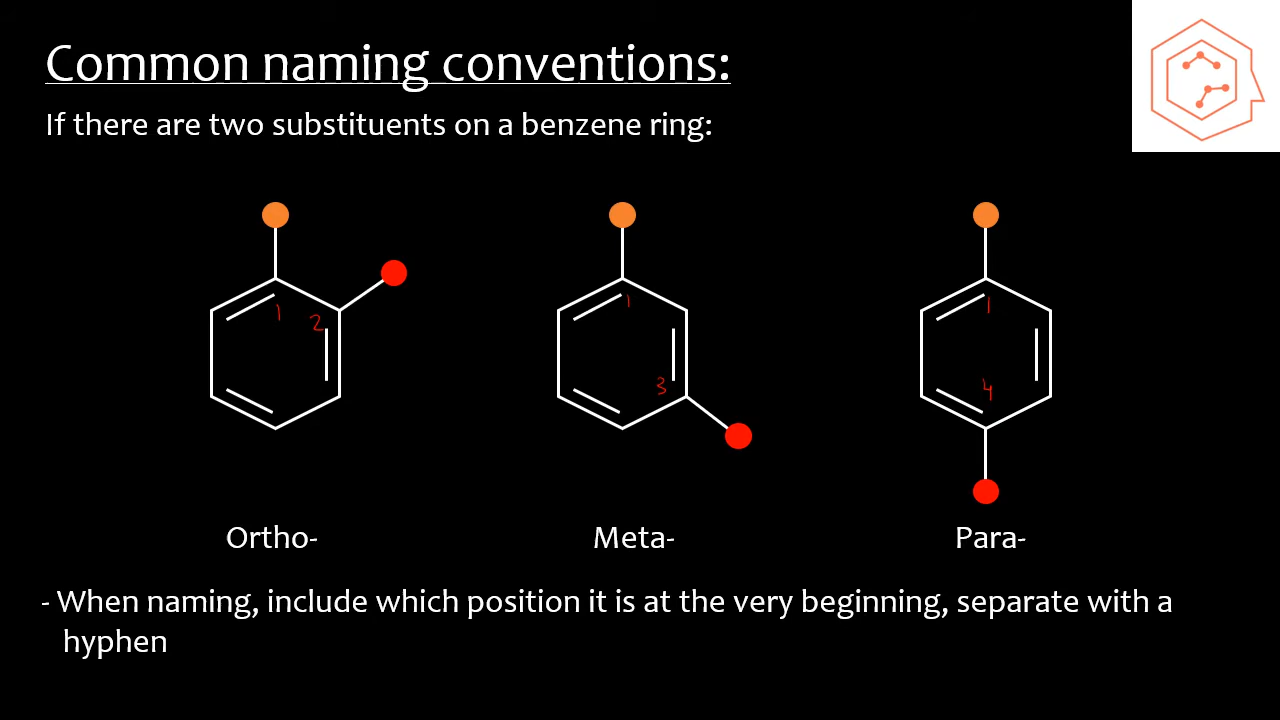 Common naming conventions:
If there are two substituents on a benzene ring:
1
2
1
3
1
4
Ortho-
Meta-
Para-
- When naming, include which position it is at the very beginning, separate with a
hyphen